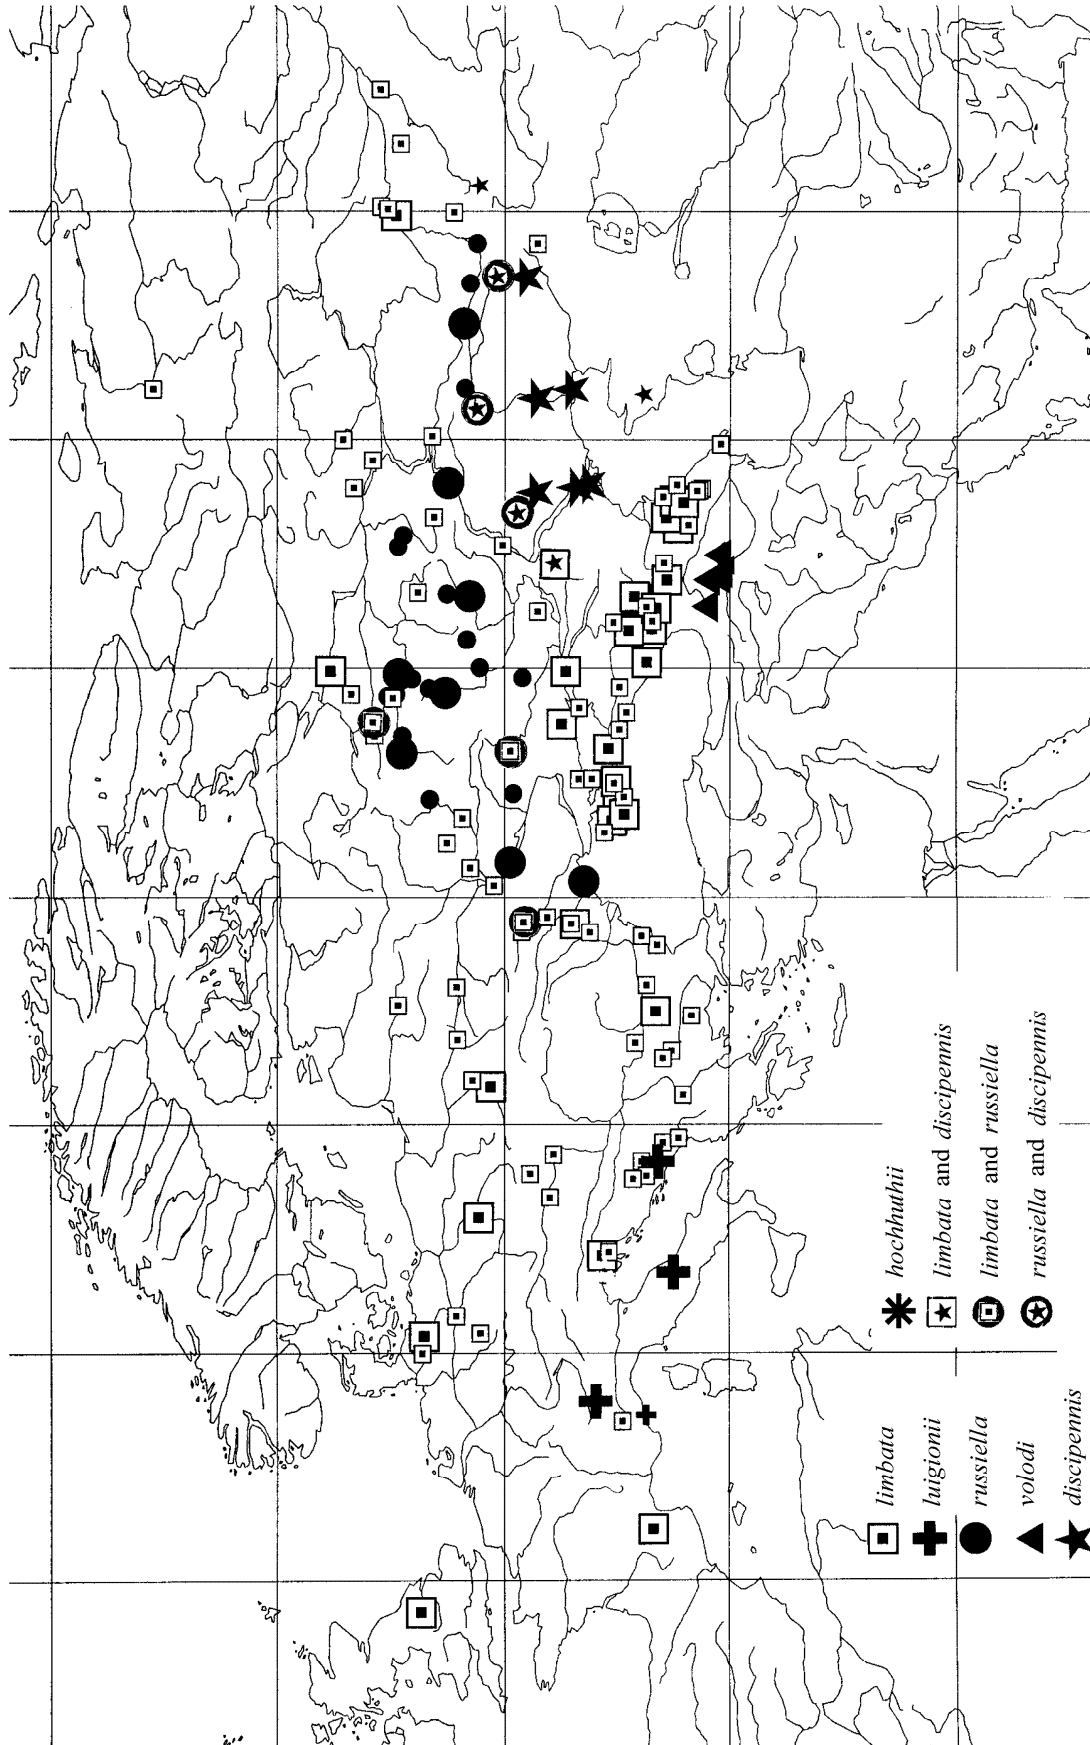 limbata
luigionii
russiella
volodi
discipennis
hochhuthii
limbata and discipennis
limbata and russiella
russiella and discipennis